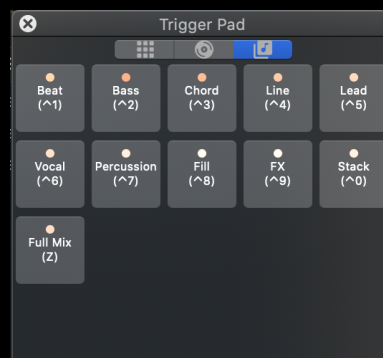 Trigger Pad
Beat
(^1)
Bass
(^2)
Chord
(^3)
Line
(^4)
Lead
(^5)
Vocal
(^6)
Percussion
(^7)
Fill
(^8)
FX
(^9)
Stack
(^0)
Full Mix
(Z)